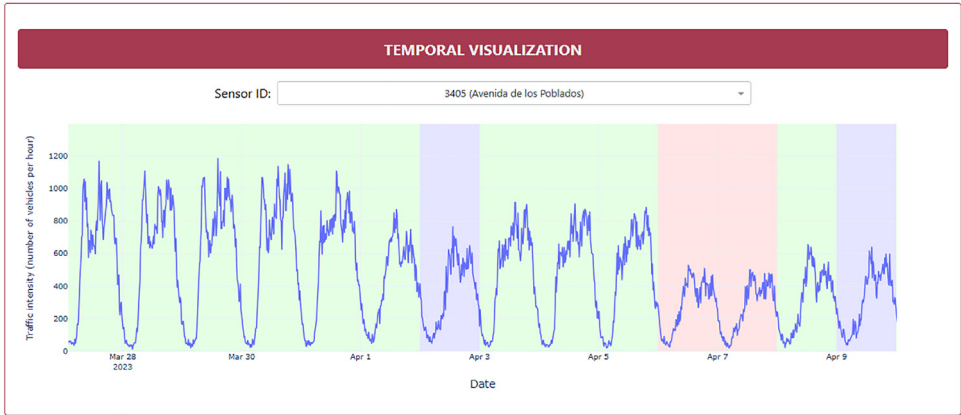 TEMPORAL VISUALIZATION
Sensor ID:
3405 (Avenida de los Poblados)
Traffic intensity (number of vehicles per hour)
1200
1000
800
600
400
200
0
Mar 28
2023
Mar 30
Apr 1
Apr 3
Apr 5
Apr 7
Apr 9
Date